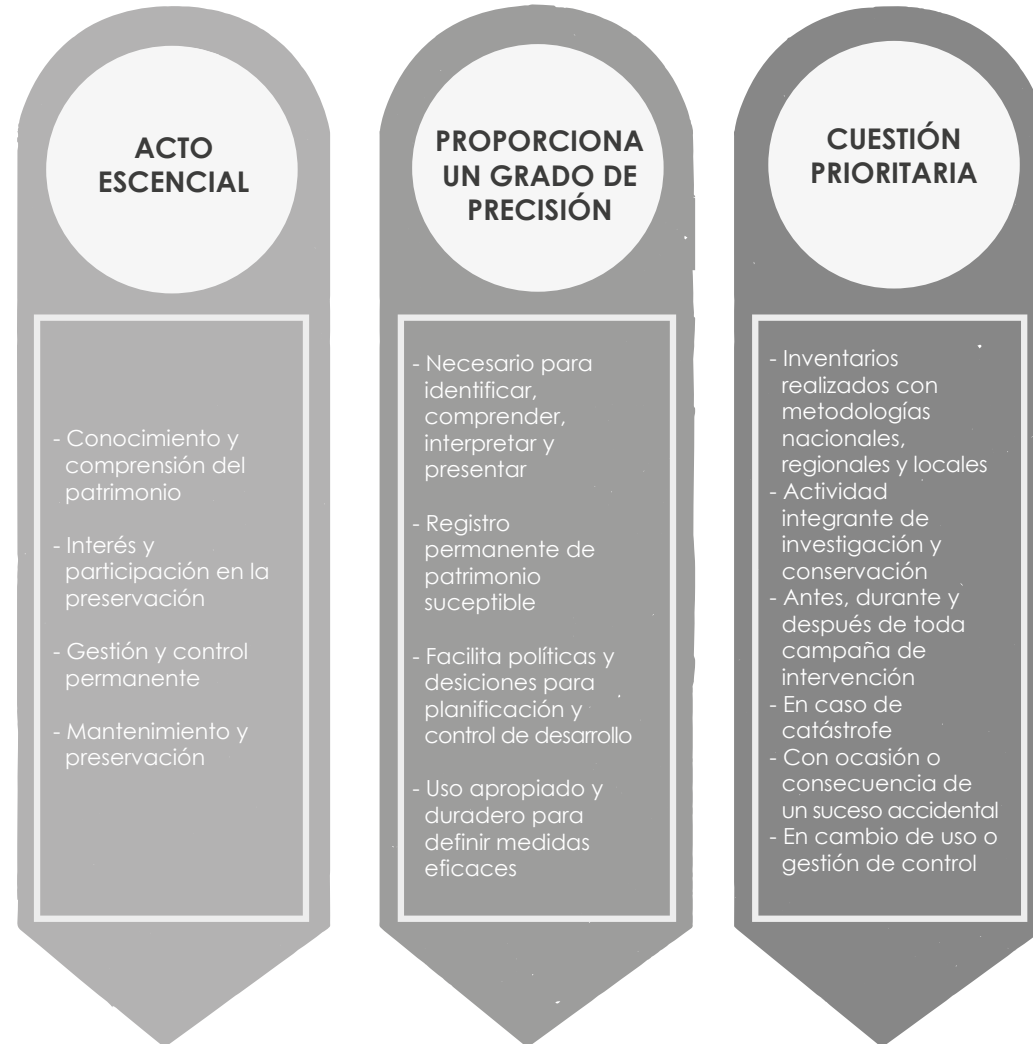 ACTO
ESCENCIAL
- Conocimiento y
comprensión del
patrimonio
- Interés y
participación en la
preservación
- Gestión y control
permanente
- Mantenimiento y
preservación
PROPORCIONA
UN GRADO DE
PRECISIÓN
- Necesario para
identificar,
comprender,
interpretar y
presentar
- Registro
permanente de
patrimonio
suceptible
- Facilita políticas y
desiciones para
planificación y
control de desarrollo
- Uso apropiado y
duradero para
definir medidas
eficaces
CUESTIÓN
PRIORITARIA
- Inventarios
realizados con
metodologías
nacionales,
regionales y locales
- Actividad
integrante de
investigación y
conservación
- Antes, durante y
después de toda
campaña de
intervención
- En caso de
catástrofe
- Con ocasión o
consecuencia de
un suceso accidental
- En cambio de uso o
gestión de control